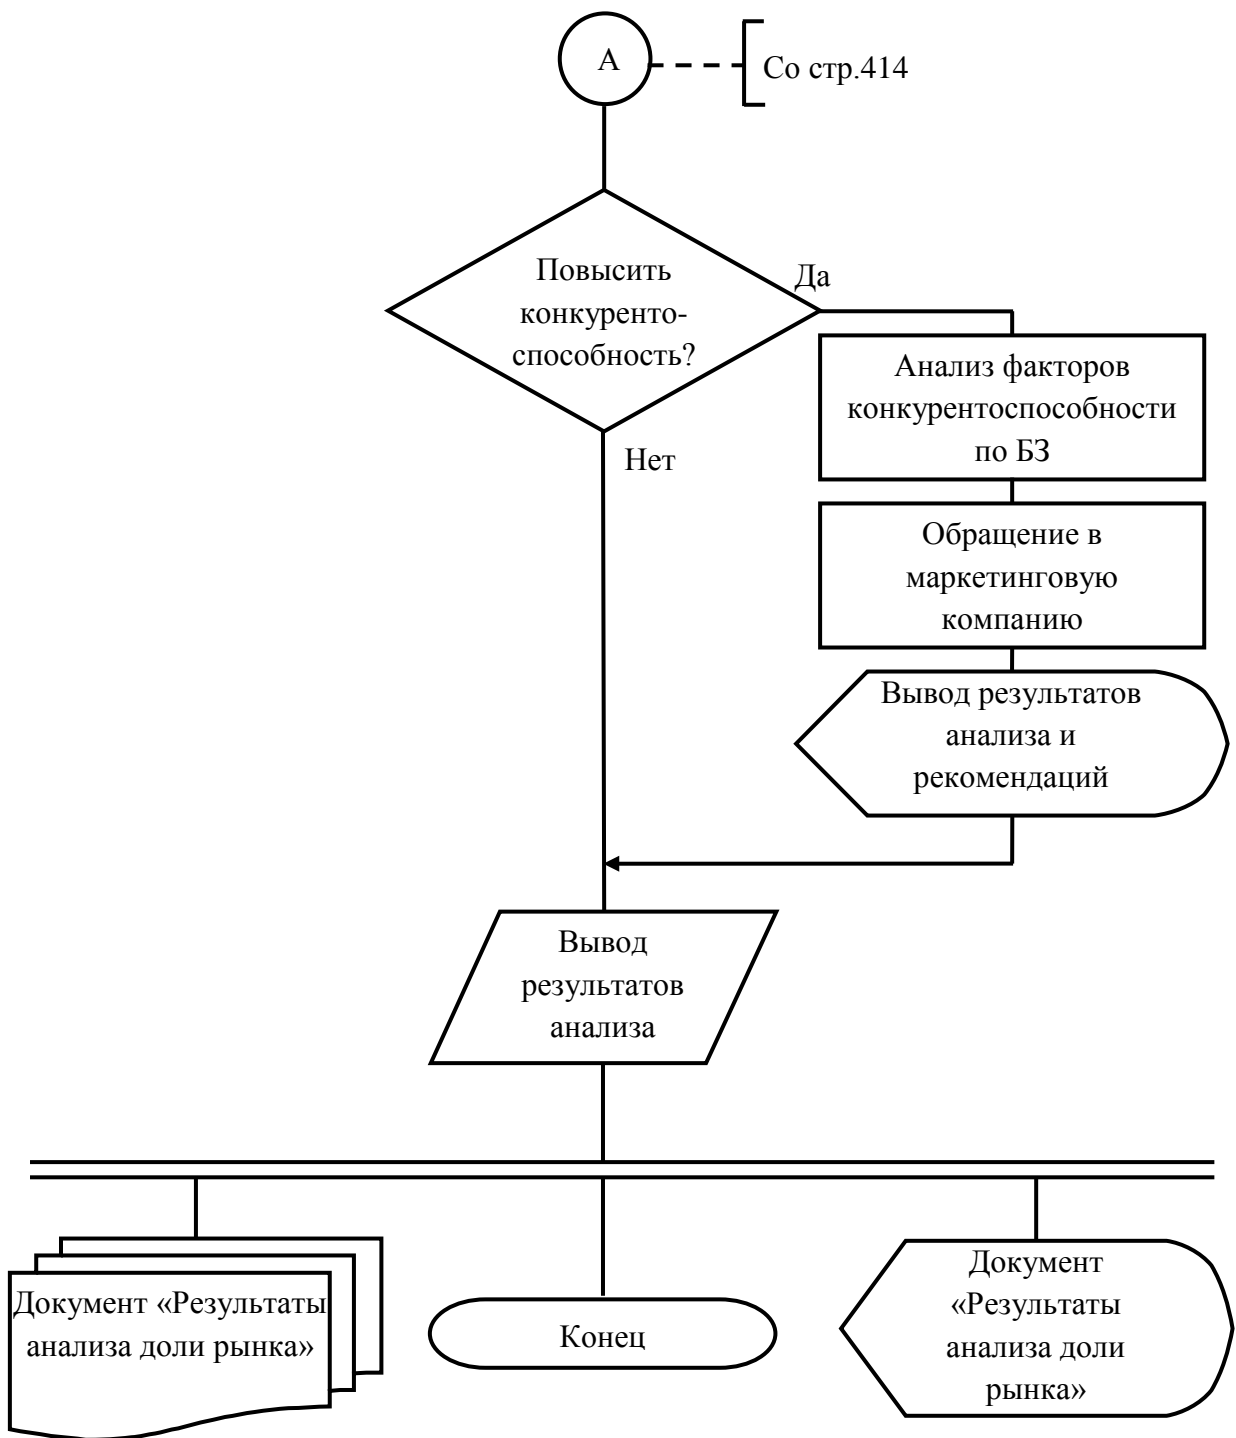 А
Со стр.414
Повысить
конкуренто-
способность?
Да
Нет
Анализ факторов
конкурентоспособности
по БЗ
Обращение в
маркетинговую
компанию
Вывод результатов
анализа и
рекомендаций
Вывод
результатов
анализа
Документ «Результаты
анализа доли рынка»
Конец
Документ
«Результаты
анализа доли
рынка»